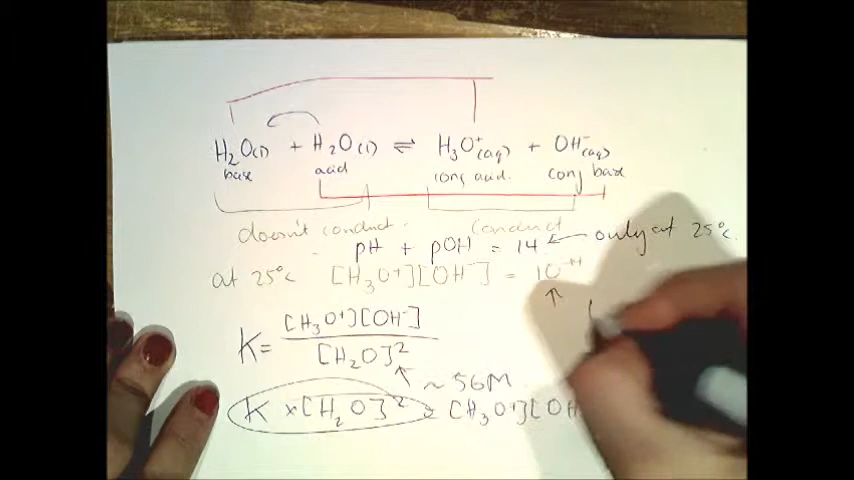 H₂O(l) + H₂O(l) ⇌ H₃O⁺(aq) + OH⁻(aq)
base acid conj acid. conj base
doesn't conduct. conduct
pH + pOH = 14 ← only at 25°C.
at 25°C [H₃O⁺][OH⁻] = 10⁻¹⁴
K = [H₃O⁺][OH⁻]
[H₂O]²
~ 56M
K × [H₂O]² = [H₃O⁺][OH